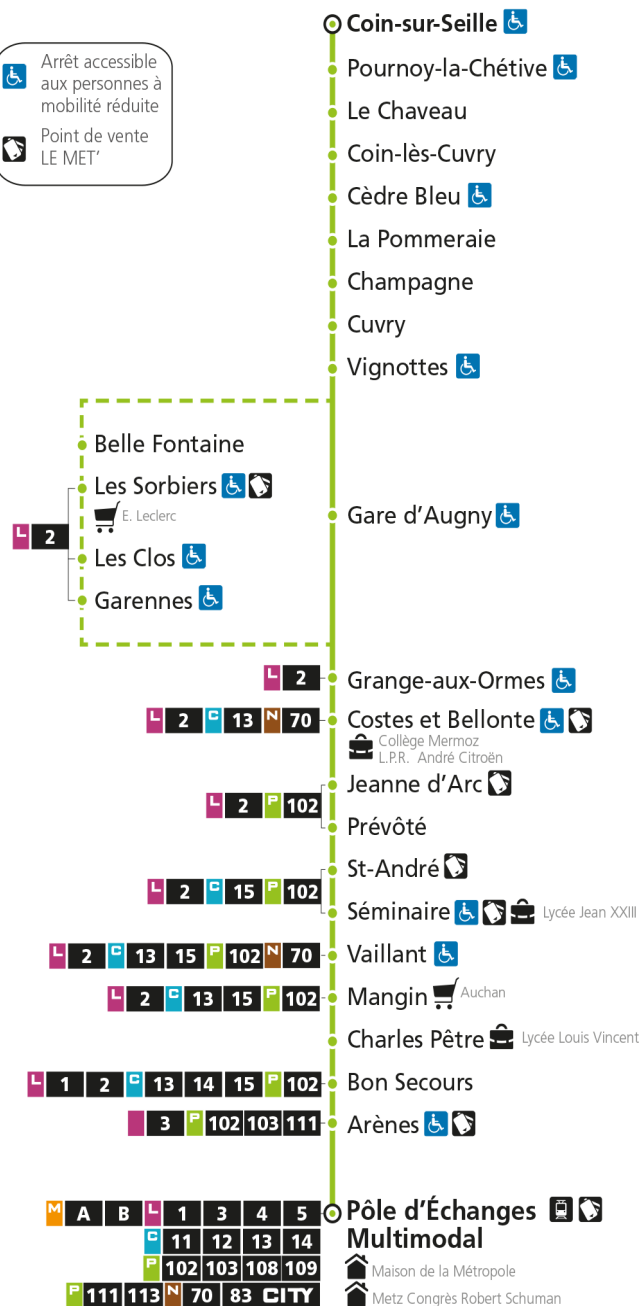 Coin-sur-Seille
Arrêt accessible
aux personnes à
mobilité réduite
Point de vente
LE MET'
Pournoy-la-Chétive
Le Chaveau
Coin-lès-Cuvry
Cèdre Bleu
La Pommeraie
Champagne
Cuvry
Vignottes
Belle Fontaine
Les Sorbiers
E. Leclerc
L 2
Les Clos
Garennes
Gare d'Augny
L 2 Grange-aux-Ormes
L 2 C 13 N 70 Costes et Bellonte
Collège Mermoz
L.P.R. André Citroën
Jeanne d'Arc
L 2 P 102
Prévôté
St-André
L 2 C 15 P 102
Séminaire Lycée Jean XXIII
L 2 C 13 15 P 102 N 70 Vaillant
L 2 C 13 15 P 102 Mangin Auchan
Charles Pêtre Lycée Louis Vincent
L 1 2 C 13 14 15 P 102 Bon Secours
3 P 102 103 111 Arènes
M A B L 1 3 4 5 Pôle d'Échanges
C 11 12 13 14 Multimodal
P 102 103 108 109 Maison de la Métropole
P 111 113 N 70 83 CITY Metz Congrès Robert Schuman